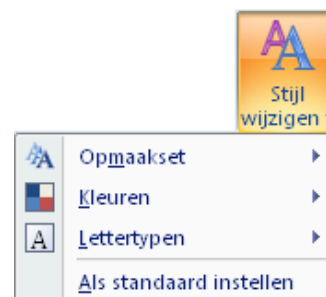 Stijl
wijzigen
Opmaakset
Kleuren
Lettertypen
Als standaard instellen